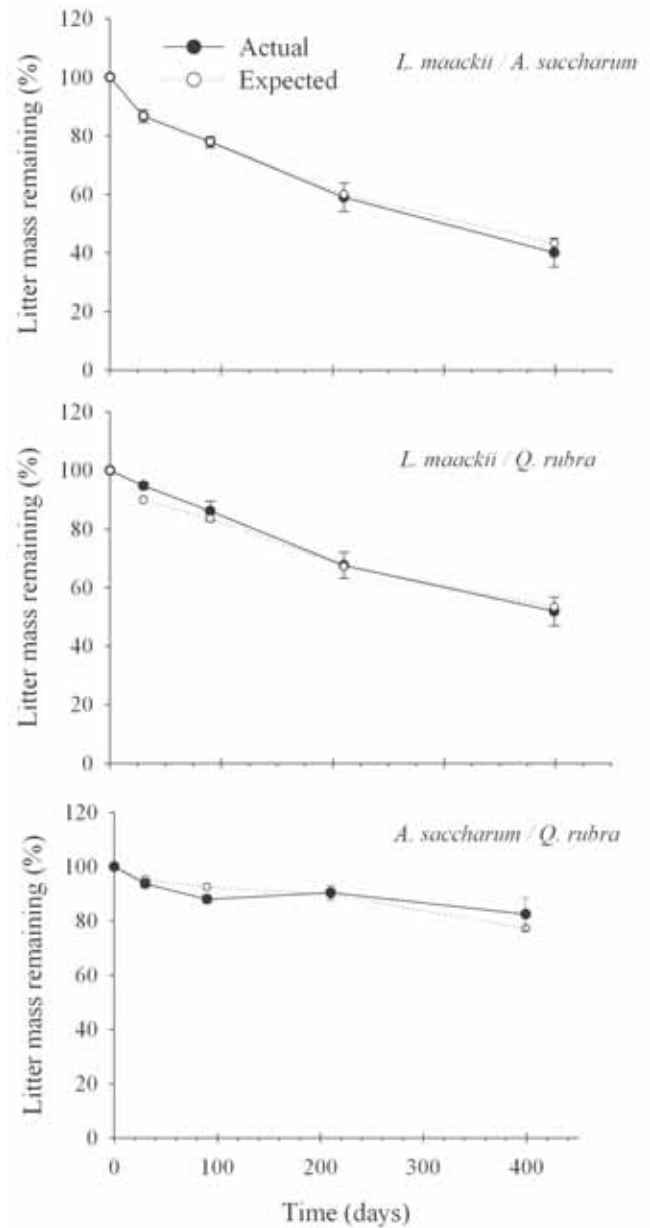 120
100
80
60
40
20
0
Litter mass remaining (%)
Actual
Expected
L. maackii / A. saccharum
120
100
80
60
40
20
0
Litter mass remaining (%)
L. maackii / Q. rubra
120
100
80
60
40
20
0
Litter mass remaining (%)
A. saccharum / Q. rubra
0 100 200 300 400
Time (days)